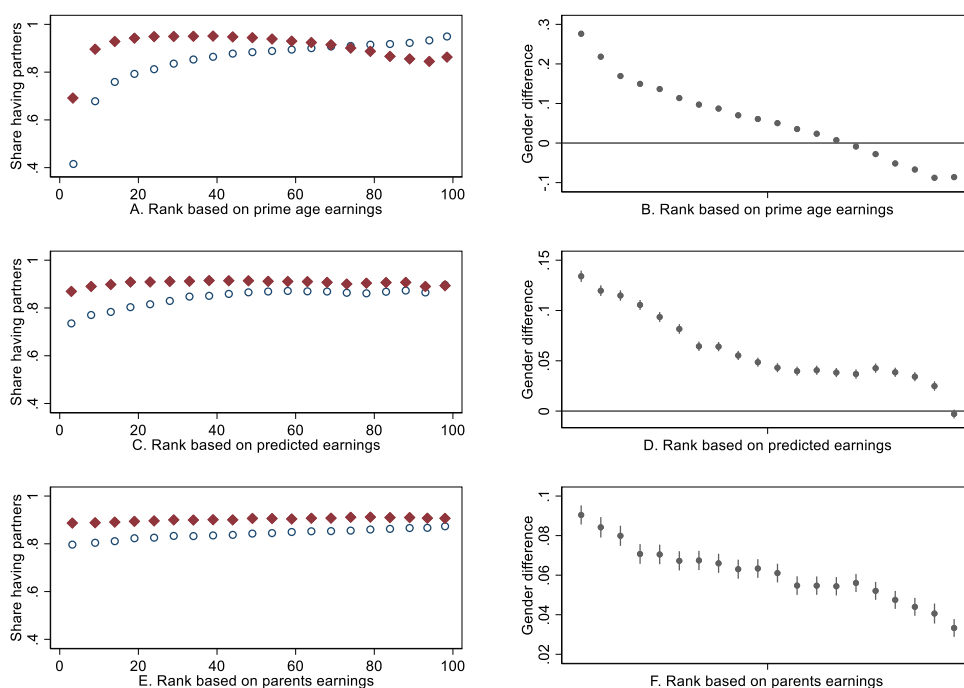 Share having partners
1
.8
.6
.4
0 20 40 60 80 100
A. Rank based on prime age earnings
Gender difference
.3
.2
.1
0
-.1
B. Rank based on prime age earnings
Share having partners
1
.8
.6
.4
0 20 40 60 80 100
C. Rank based on predicted earnings
Gender difference
.15
.1
.05
0
D. Rank based on predicted earnings
Share having partners
1
.8
.6
.4
0 20 40 60 80 100
E. Rank based on parents earnings
Gender difference
.1
.08
.06
.04
.02
F. Rank based on parents earnings